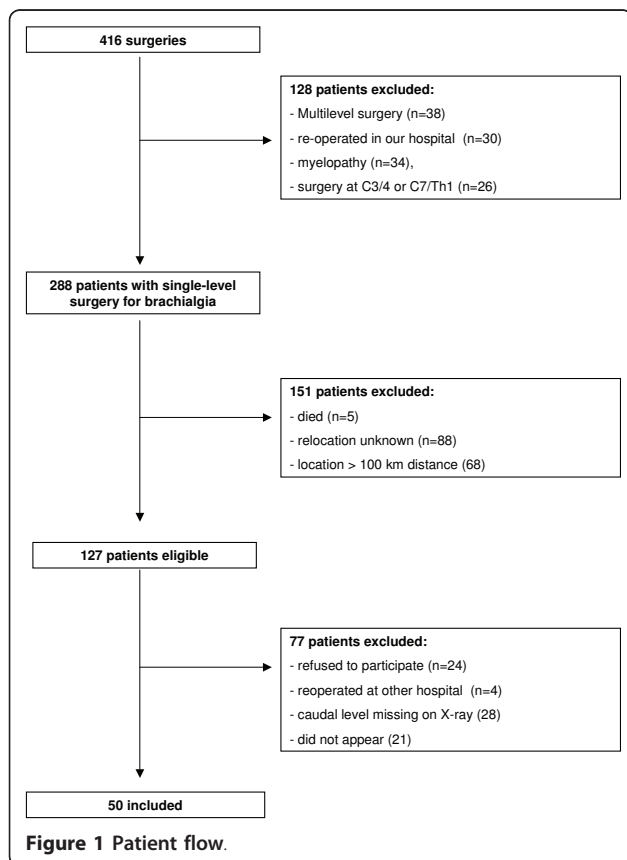 416 surgeries
128 patients excluded:
- Multilevel surgery (n=38)
- re-operated in our hospital (n=30)
- myelopathy (n=34),
- surgery at C3/4 or C7/Th1 (n=26)
288 patients with single-level
surgery for brachialgia
151 patients excluded:
- died (n=5)
- relocation unknown (n=88)
- location > 100 km distance (68)
127 patients eligible
77 patients excluded:
- refused to participate (n=24)
- reoperated at other hospital (n=4)
- caudal level missing on X-ray (28)
- did not appear (21)
50 included
Figure 1 Patient flow.